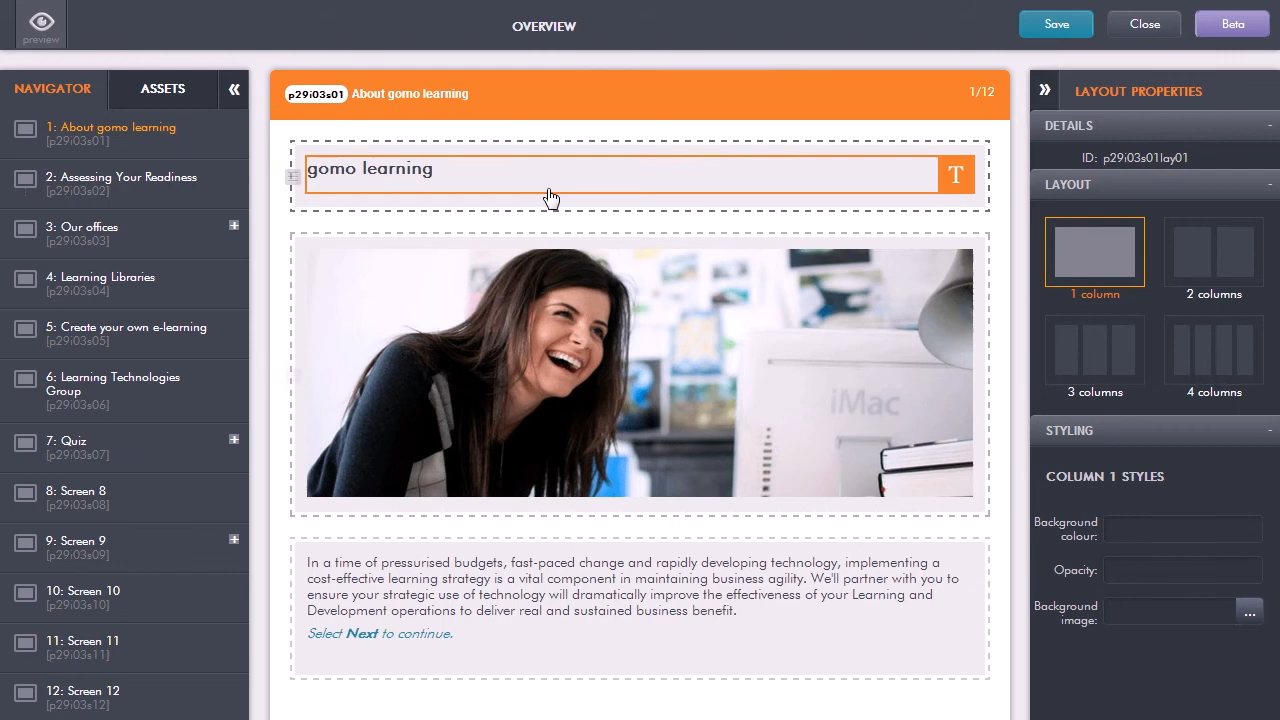 preview
OVERVIEW
Save
Close
Beta
NAVIGATOR
ASSETS
«
1: About gomo learning
[p29i03s01]
2: Assessing Your Readiness
[p29i03s02]
3: Our offices
[p29i03s03]
4: Learning Libraries
[p29i03s04]
5: Create your own e-learning
[p29i03s05]
6: Learning Technologies
Group
[p29i03s06]
7: Quiz
[p29i03s07]
8: Screen 8
[p29i03s08]
9: Screen 9
[p29i03s09]
10: Screen 10
[p29i03s10]
11: Screen 11
[p29i03s11]
12: Screen 12
[p29i03s12]
p29i03s01 About gomo learning
1/12
gomo learning
T
iMac
In a time of pressurised budgets, fast-paced change and rapidly developing technology, implementing a
cost-effective learning strategy is a vital component in maintaining business agility. We'll partner with you to
ensure your strategic use of technology will dramatically improve the effectiveness of your Learning and
Development operations to deliver real and sustained business benefit.
Select Next to continue.
»
LAYOUT PROPERTIES
DETAILS -
ID: p29i03s01lay01
LAYOUT -
1 column
2 columns
3 columns
4 columns
STYLING -
COLUMN 1 STYLES
Background
colour:
Opacity:
Background
image:
...